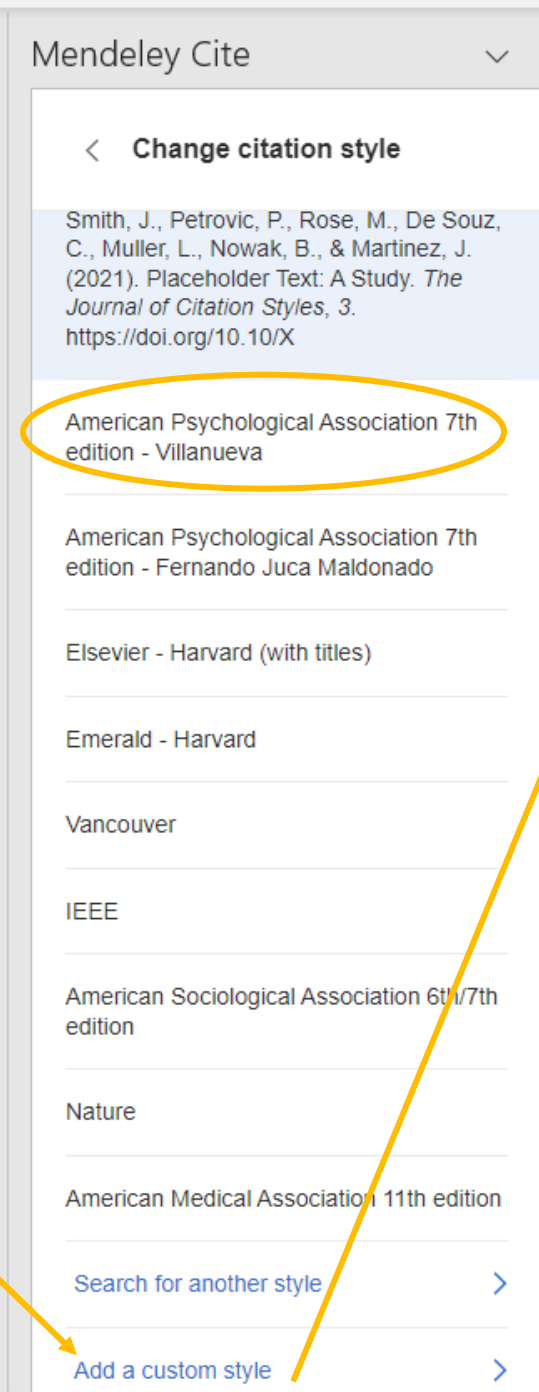 Mendeley Cite
Change citation style
Smith, J., Petrovic, P., Rose, M., De Souz,
C., Muller, L., Nowak, B., & Martinez, J.
(2021). Placeholder Text: A Study. The
Journal of Citation Styles, 3.
https://doi.org/10.10/X
American Psychological Association 7th
edition - Villanueva
American Psychological Association 7th
edition - Fernando Juca Maldonado
Elsevier - Harvard (with titles)
Emerald - Harvard
Vancouver
IEEE
American Sociological Association 6th/7th
edition
Nature
American Medical Association 11th edition
Search for another style
Add a custom style